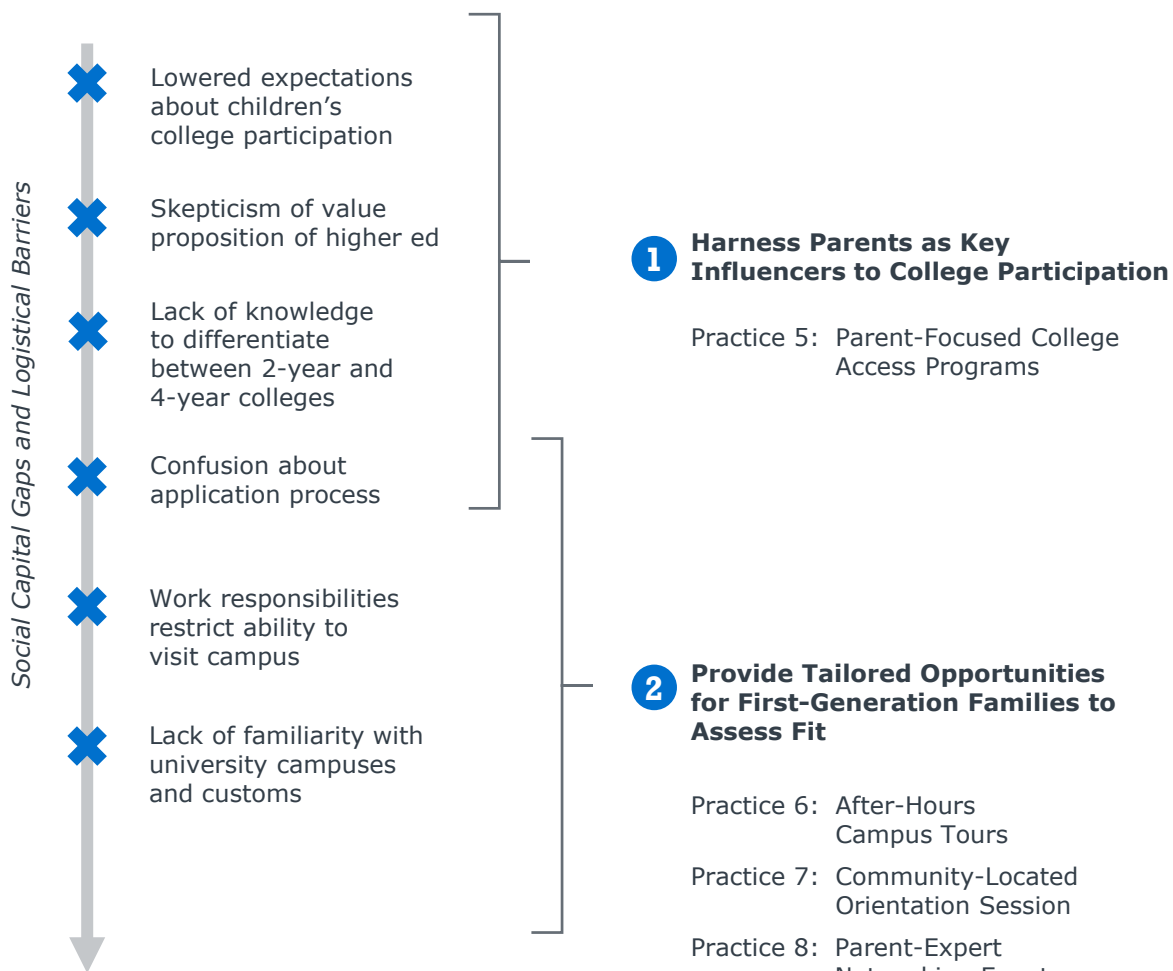 Social Capital Gaps and Logistical Barriers
Lowered expectations
about children’s
college participation
Skepticism of value
proposition of higher ed
Lack of knowledge
to differentiate
between 2-year and
4-year colleges
Confusion about
application process
Work responsibilities
restrict ability to
visit campus
Lack of familiarity with
university campuses
and customs
1
Harness Parents as Key
Influencers to College Participation
Practice 5: Parent-Focused College
Access Programs
2
Provide Tailored Opportunities
for First-Generation Families to
Assess Fit
Practice 6: After-Hours
Campus Tours
Practice 7: Community-Located
Orientation Session
Practice 8: Parent-Expert